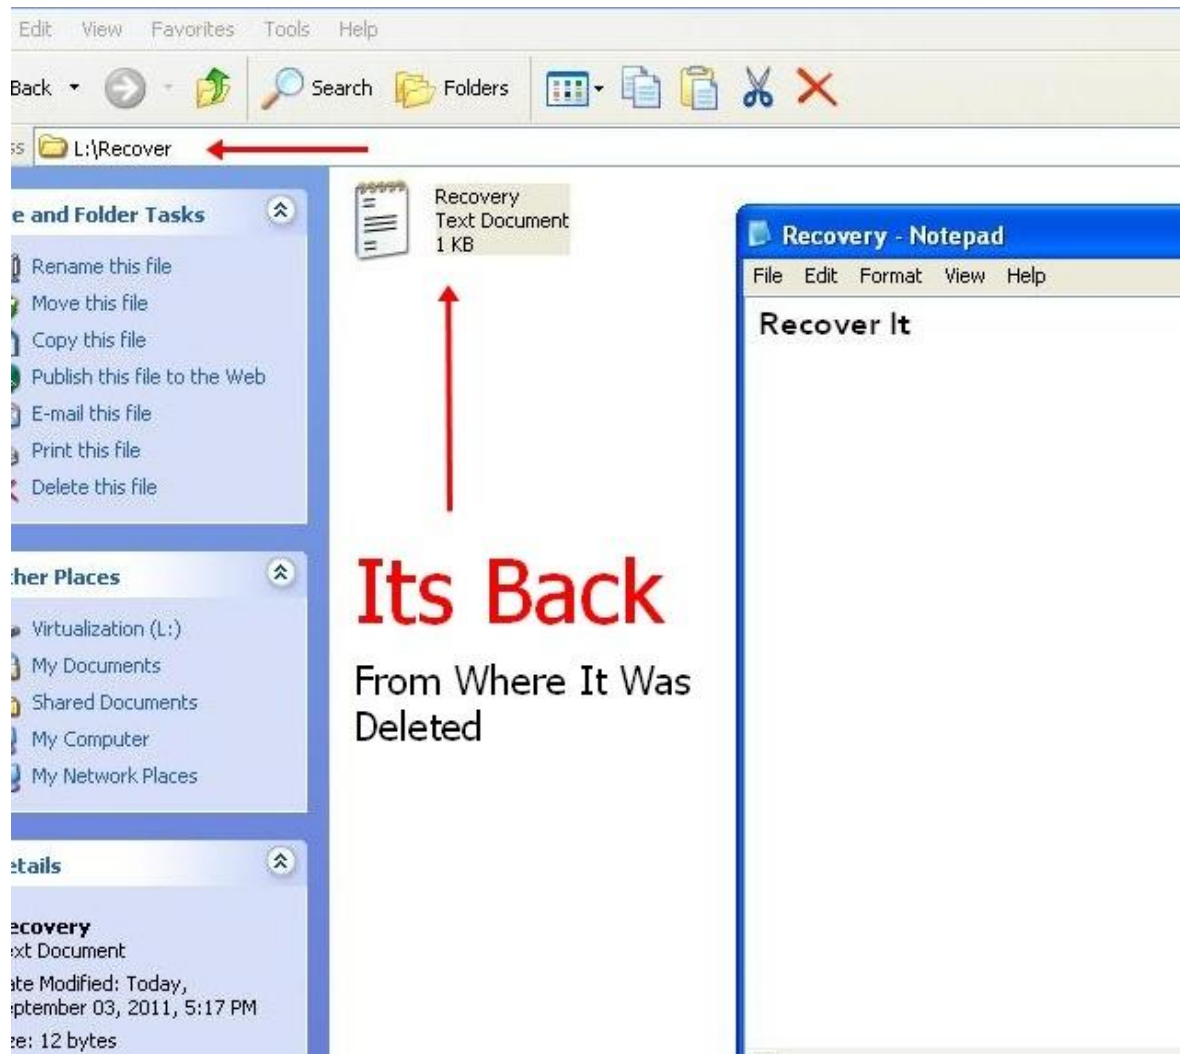 Edit View Favorites Tools Help
Back Search Folders
ss L:\Recover
e and Folder Tasks
Rename this file
Move this file
Copy this file
Publish this file to the Web
E-mail this file
Print this file
Delete this file
ther Places
Virtualization (L:)
My Documents
Shared Documents
My Computer
My Network Places
etails
ecovery
ext Document
ate Modified: Today,
eptember 03, 2011, 5:17 PM
ze: 12 bytes
Recovery
Text Document
1 KB
Its Back
From Where It Was
Deleted
Recovery - Notepad
File Edit Format View Help
Recover It